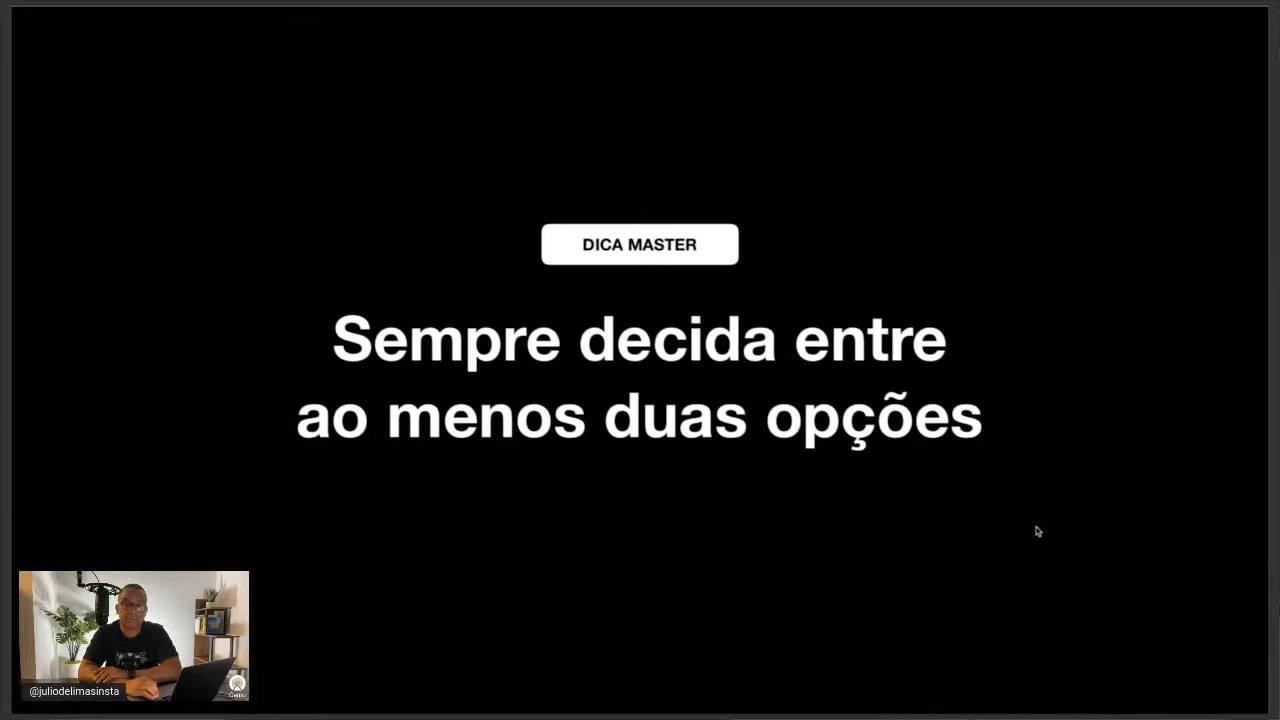 DICA MASTER
Sempre decida entre
ao menos duas opções
@juliodelimasinsta